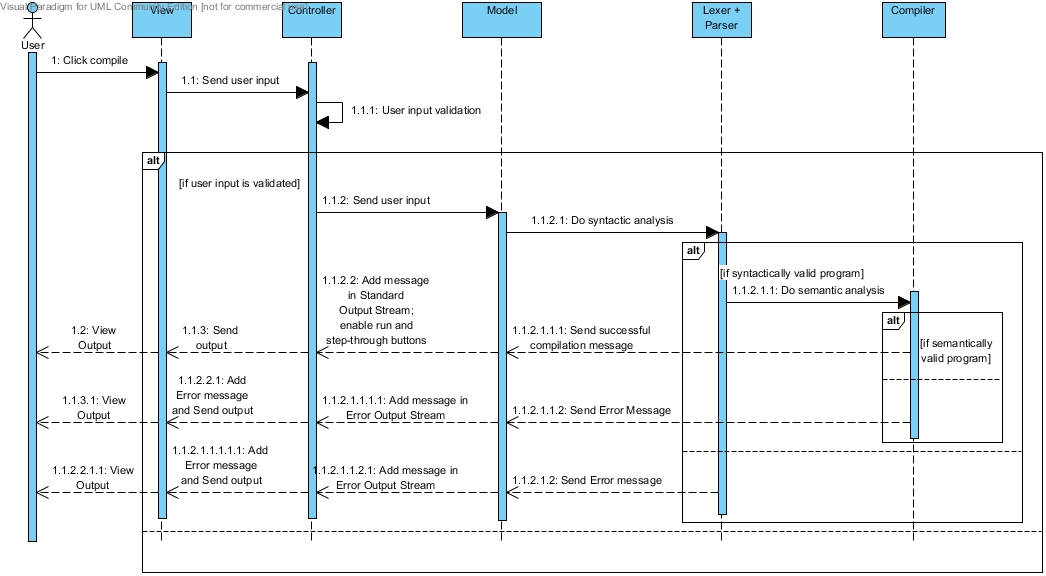 Visual Paradigm for UML Community Edition [not for commercial use]
View
Controller
Model
Lexer +
Parser
Compiler
User
1: Click compile
1.1: Send user input
1.1.1: User input validation
alt
[if user input is validated]
1.1.2: Send user input
1.1.2.1: Do syntactic analysis
alt
[if syntactically valid program]
1.1.2.1.1: Do semantic analysis
1.1.2.2: Add message
in Standard
Output Stream;
enable run and
step-through buttons
alt
[if semantically
valid program]
1.2: View
Output
1.1.3: Send
output
1.1.2.1.1.1: Send successful
compilation message
1.1.3.1: View
Output
1.1.2.2.1: Add
Error message
and Send output
1.1.2.1.1.1.1: Add message in
Error Output Stream
1.1.2.1.1.2: Send Error Message
1.1.2.2.1.1: View
Output
1.1.2.1.1.1.1.1: Add
Error message
and Send output
1.1.2.1.1.2.1: Add message in
Error Output Stream
1.1.2.1.2: Send Error message